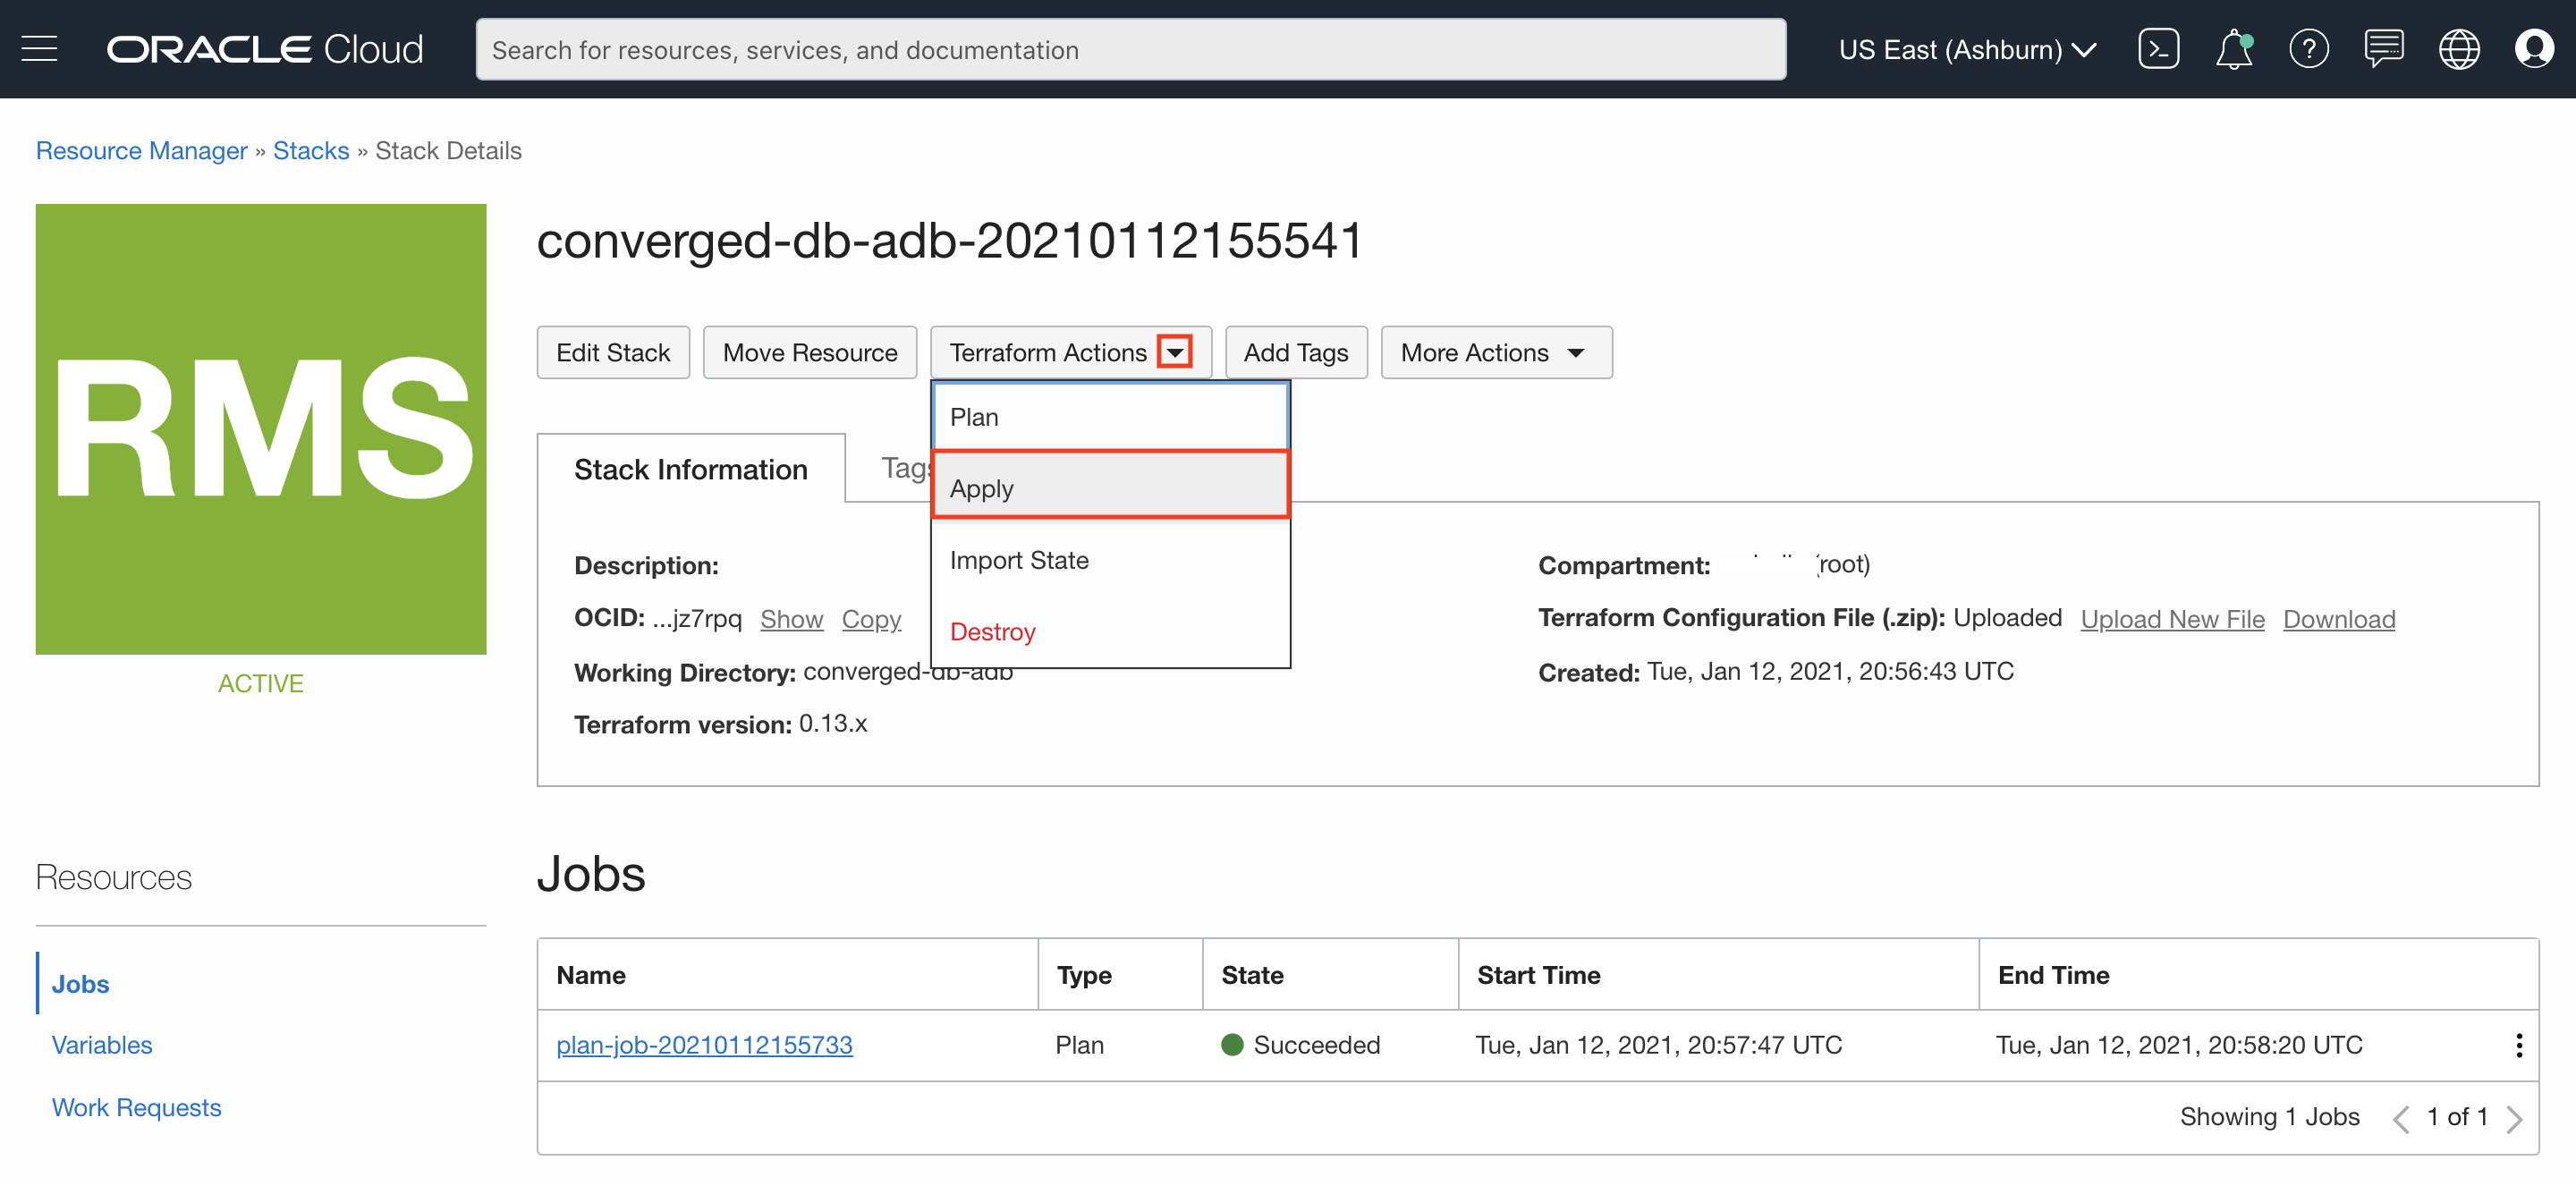 ORACLE Cloud
Search for resources, services, and documentation
US East (Ashburn)
Resource Manager » Stacks » Stack Details
RMS
ACTIVE
converged-db-adb-20210112155541
Edit Stack
Move Resource
Terraform Actions
Add Tags
More Actions
Plan
Apply
Import State
Destroy
Stack Information
Tags
Description:
OCID: ...jz7rpq Show Copy
Working Directory: converged-db-adb
Terraform version: 0.13.x
Compartment: (root)
Terraform Configuration File (.zip): Uploaded Upload New File Download
Created: Tue, Jan 12, 2021, 20:56:43 UTC
Resources
Jobs
Variables
Work Requests
Jobs
Name Type State Start Time End Time
plan-job-20210112155733 Plan Succeeded Tue, Jan 12, 2021, 20:57:47 UTC Tue, Jan 12, 2021, 20:58:20 UTC
Showing 1 Jobs 1 of 1